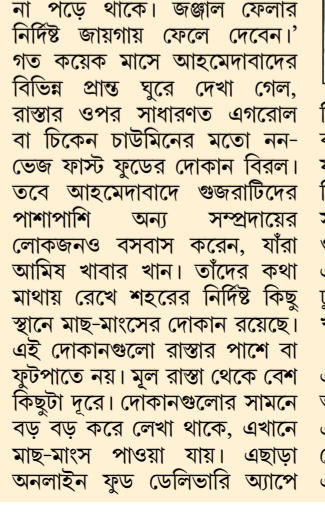 না পড়ে থাকে। জঞ্জাল ফেলার
নির্দিষ্ট জায়গায় ফেলে দেবেন।’
গত কয়েক মাসে আহমেদাবাদের
বিভিন্ন প্রান্ত ঘুরে দেখা গেল,
রাস্তার ওপর সাধারণত এগরোল
বা চিকেন চাউমিনের মতো নন-
ভেজ ফাস্ট ফুডের দোকান বিরল।
তবে আহমেদাবাদে গুজরাটিদের
পাশাপাশি অন্য সম্প্রদায়ের
লোকজনও বসবাস করেন, যাঁরা
আমিষ খাবার খান। তাঁদের কথা
মাথায় রেখে শহরের নির্দিষ্ট কিছু
স্থানে মাছ-মাংসের দোকান রয়েছে।
এই দোকানগুলো রাস্তার পাশে বা
ফুটপাতে নয়। মূল রাস্তা থেকে বেশ
কিছুটা দূরে। দোকানগুলোর সামনে
বড় বড় করে লেখা থাকে, এখানে
মাছ-মাংস পাওয়া যায়। এছাড়া
অনলাইন ফুড ডেলিভারি অ্যাপে